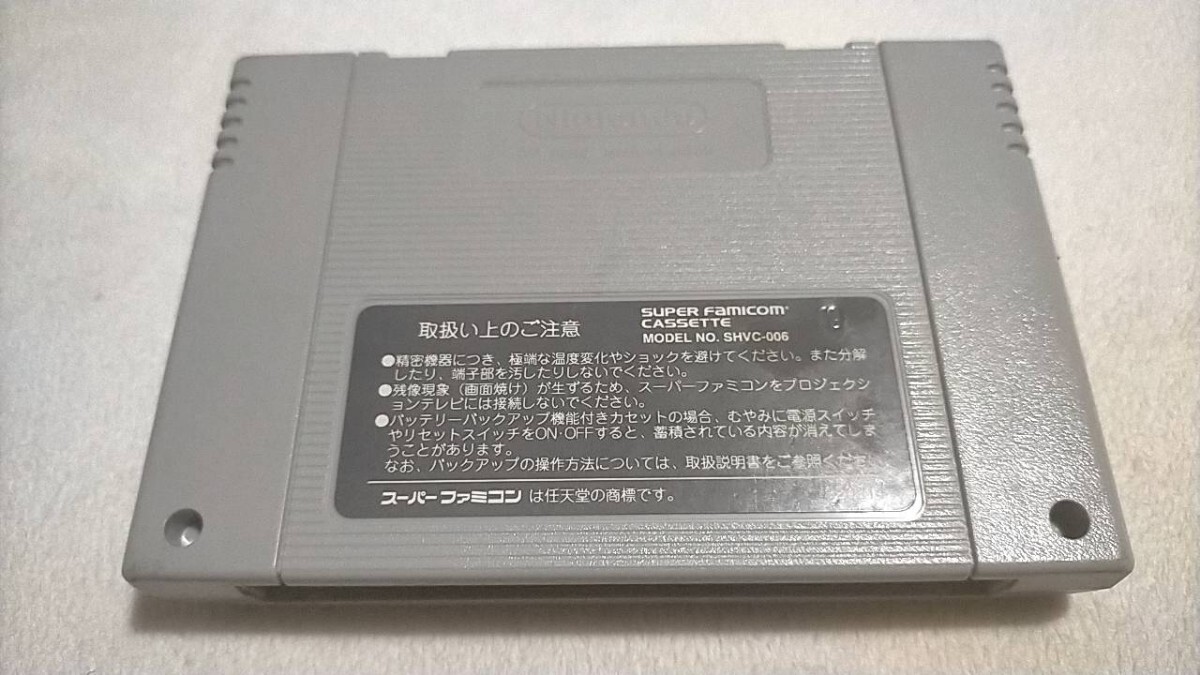 Nintendo
取扱い上のご注意
SUPER Famicom
CASSETTE
MODEL NO. SHVC-006
●精密機器につき、極端な温度変化やショックを避けてください。また分解
したり、端子部を汚したりしないでください。
●残像現象（画面焼け）が生ずるため、スーパーファミコンをプロジェクシ
ョンテレビには接続しないでください。
●バッテリーバックアップ機能付きカセットの場合、むやみに電源スイッチ
やリセットスイッチをON・OFFすると、蓄積されている内容が消えてしま
うことがあります。
なお、バックアップの操作方法については、取扱説明書をご参照くださ
スーパーファミコン は任天堂の商標です。